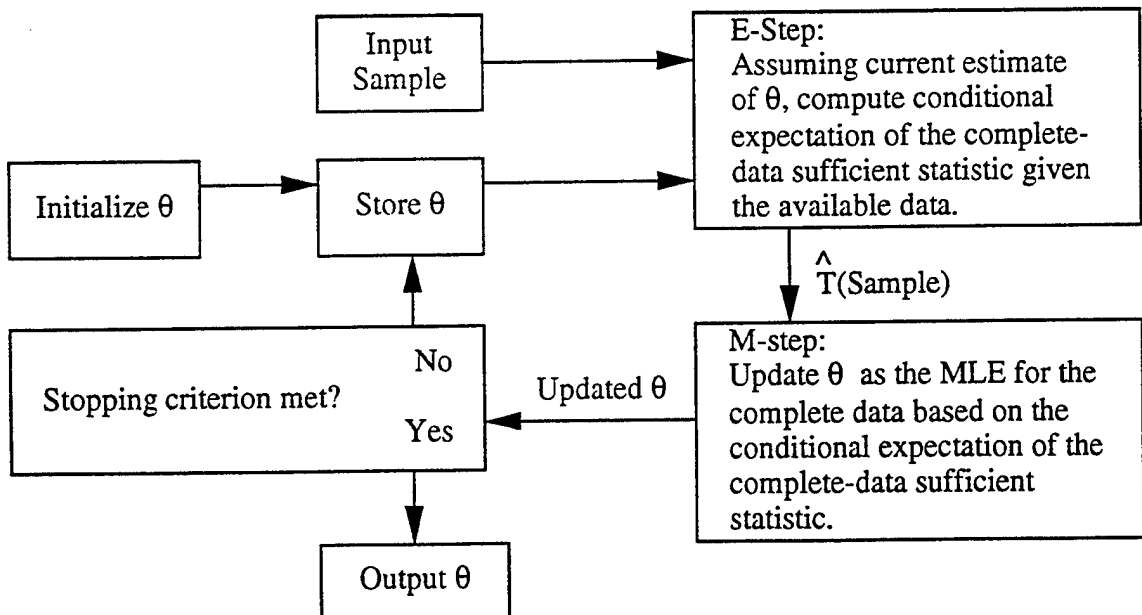 Input
Sample
E-Step:
Assuming current estimate
of θ, compute conditional
expectation of the complete-
data sufficient statistic given
the available data.
Initialize θ
Store θ
T̂(Sample)
M-step:
Update θ as the MLE for the
complete data based on the
conditional expectation of the
complete-data sufficient
statistic.
Updated θ
Stopping criterion met?
No
Yes
Output θ